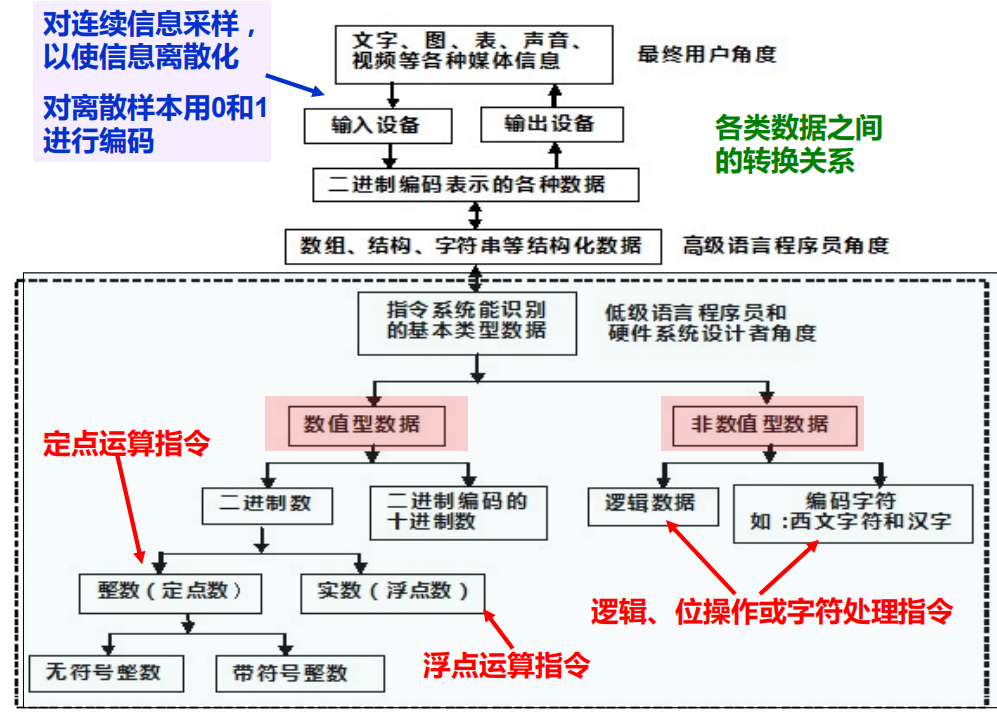 对连续信息采样，
以使信息离散化
对离散样本用0和1
进行编码
文字、图、表、声音、
视频等各种媒体信息
最终用户角度
输入设备
输出设备
各类数据之间
的转换关系
二进制编码表示的各种数据
数组、结构、字符串等结构化数据
高级语言程序员角度
指令系统能识别
的基本类型数据
低级语言程序员和
硬件系统设计者角度
数值型数据
非数值型数据
定点运算指令
二进制数
二进制编码的
十进制数
逻辑数据
编码字符
如：西文字符和汉字
整数（定点数）
实数（浮点数）
逻辑、位操作或字符处理指令
无符号整数
带符号整数
浮点运算指令